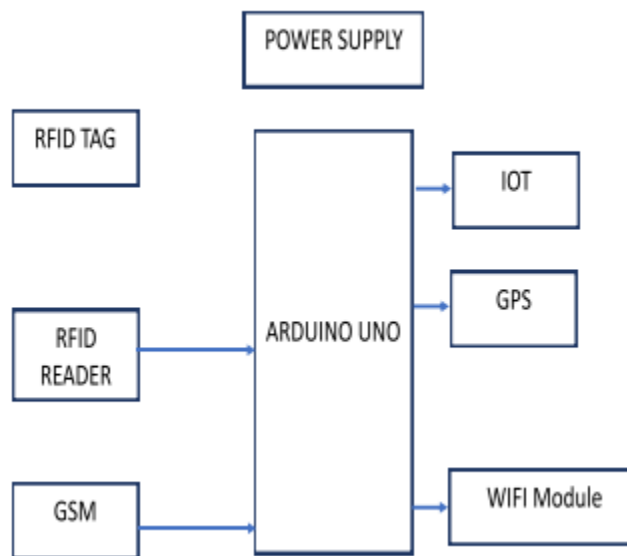 POWER SUPPLY
RFID TAG
IOT
GPS
ARDUINO UNO
RFID
READER
GSM
WIFI Module